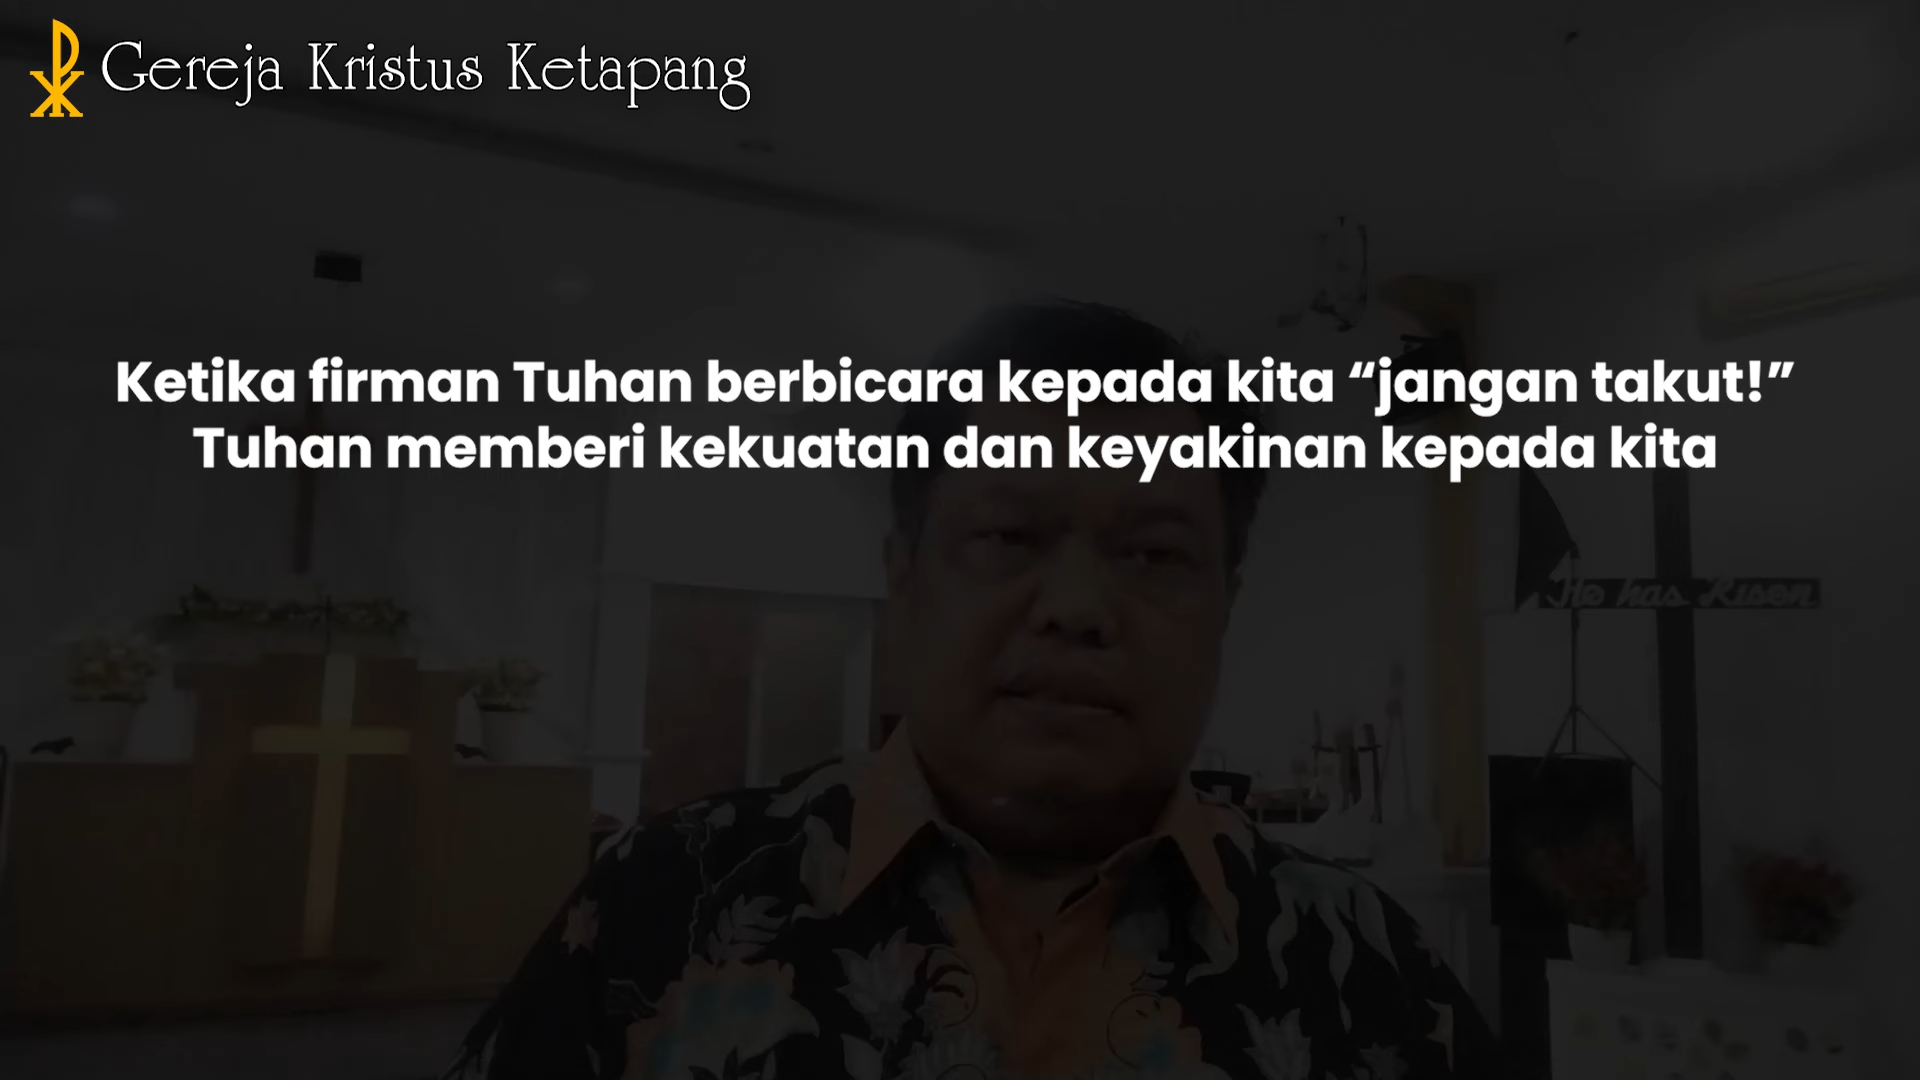 Gereja Kristus Ketapang
Ketika firman Tuhan berbicara kepada kita “jangan takut!”
Tuhan memberi kekuatan dan keyakinan kepada kita
He has Risen